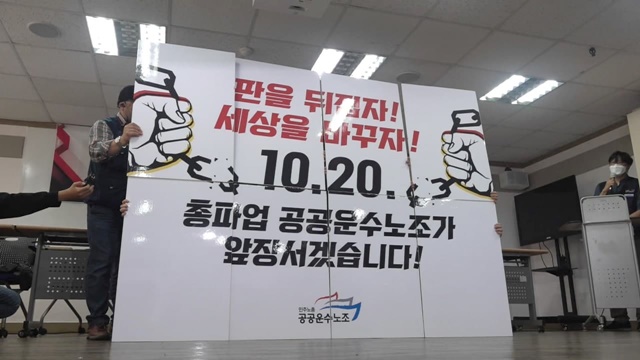 판을 뒤집자!
세상을 바꾸자!
10.20.
총파업 공공운수노조가
앞장서겠습니다!
민주노총
공공운수노조